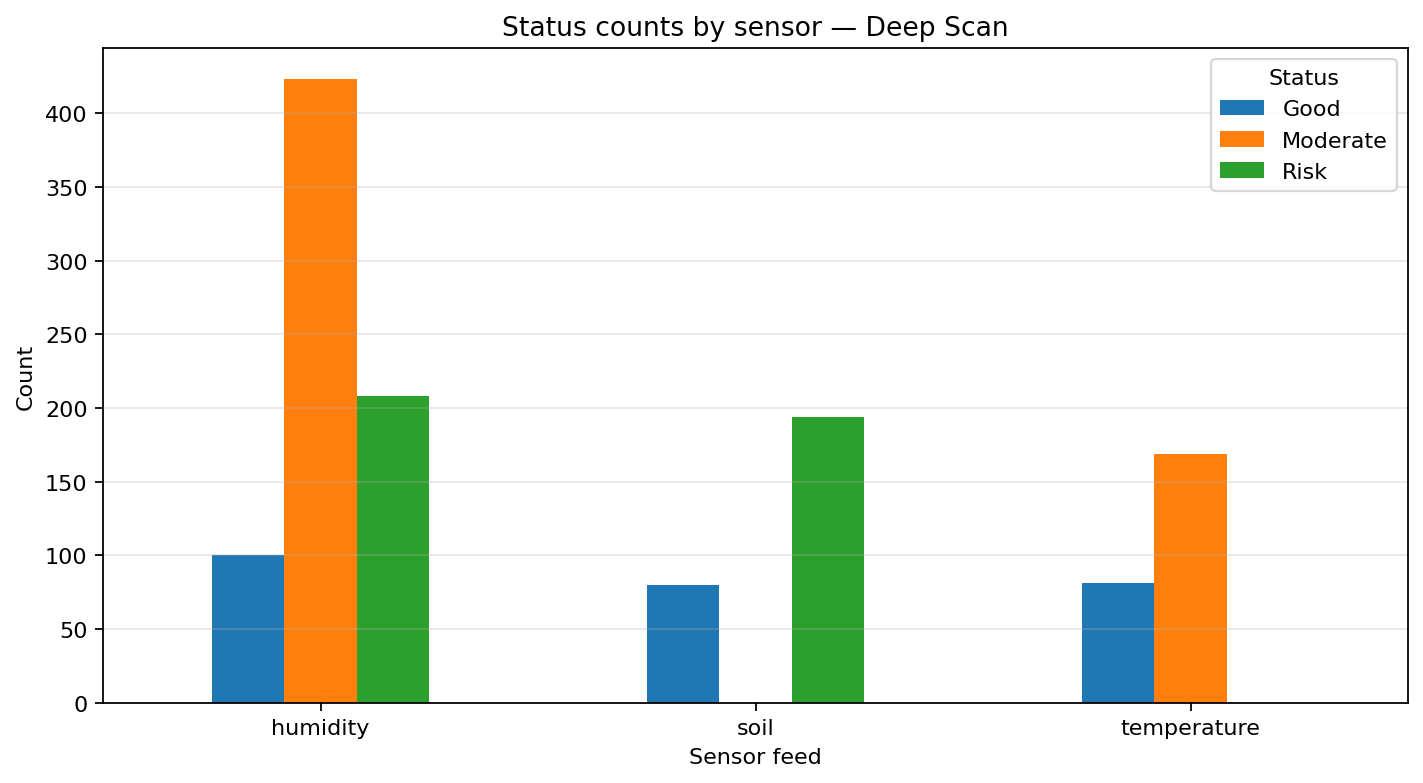 Status counts by sensor — Deep Scan
Status
Good
Moderate
Risk
Count
400
350
300
250
200
150
100
50
0
humidity
soil
temperature
Sensor feed